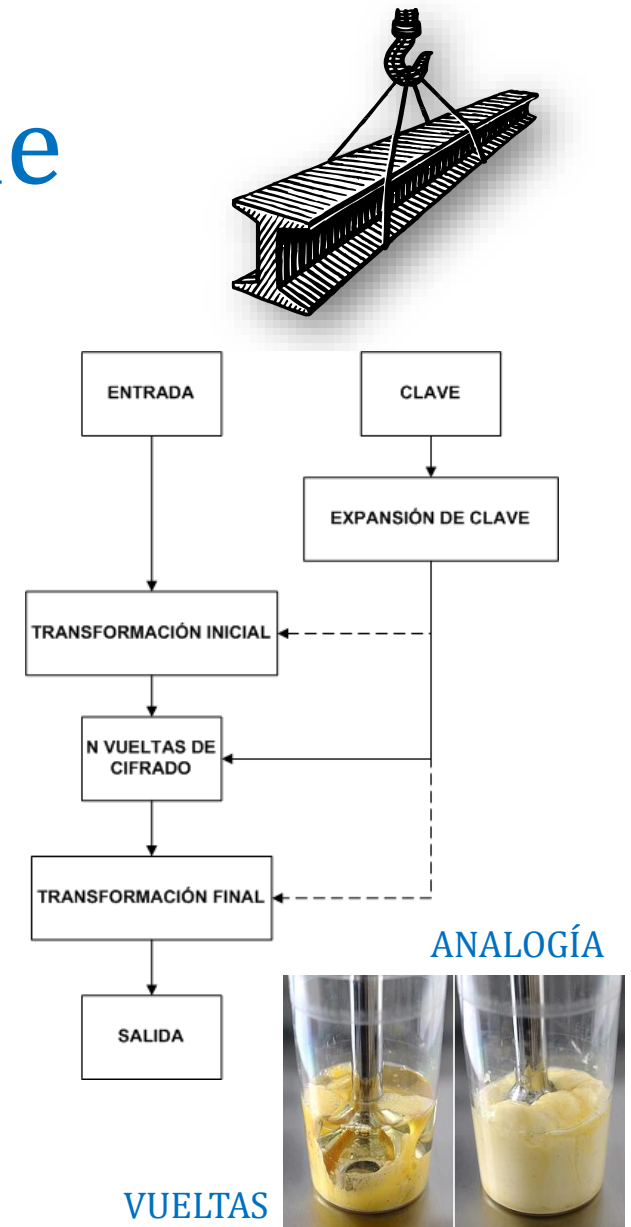 ENTRADA
CLAVE
EXPANSIÓN DE CLAVE
TRANSFORMACIÓN INICIAL
N VUELTAS DE
CIFRADO
TRANSFORMACIÓN FINAL
SALIDA
ANALOGÍA
VUELTAS